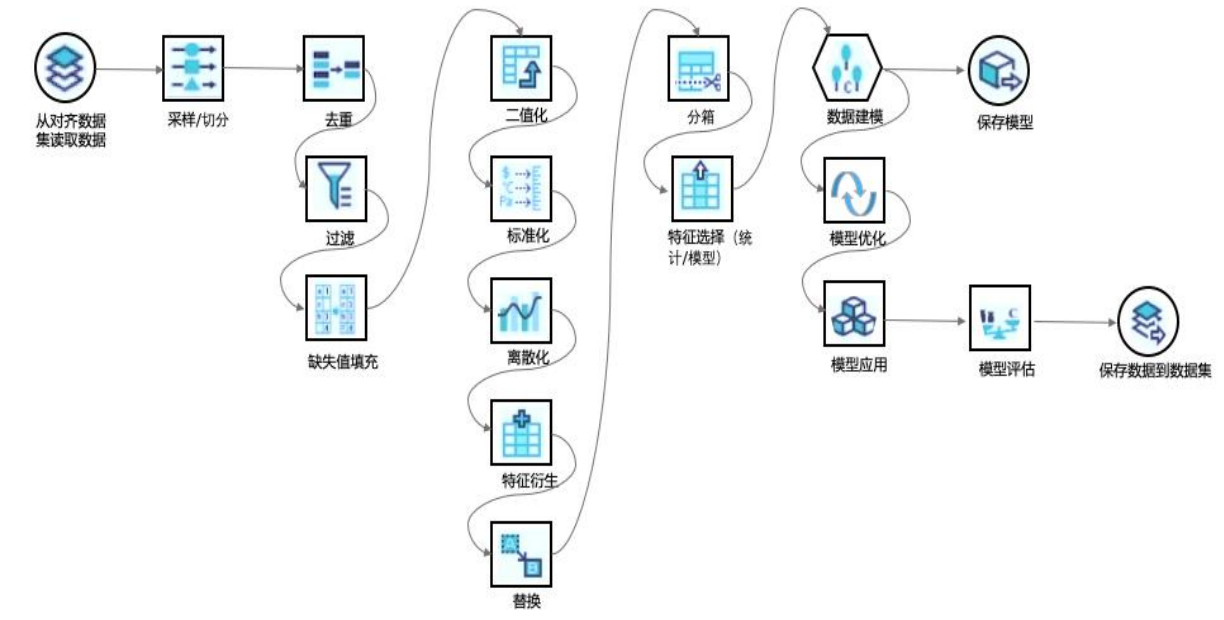 从对齐数据
集读取数据
采样/切分
去重
过滤
缺失值填充
二值化
标准化
离散化
特征衍生
替换
分箱
特征选择（统
计/模型）
数据建模
保存模型
模型优化
模型应用
模型评估
保存数据到数据集